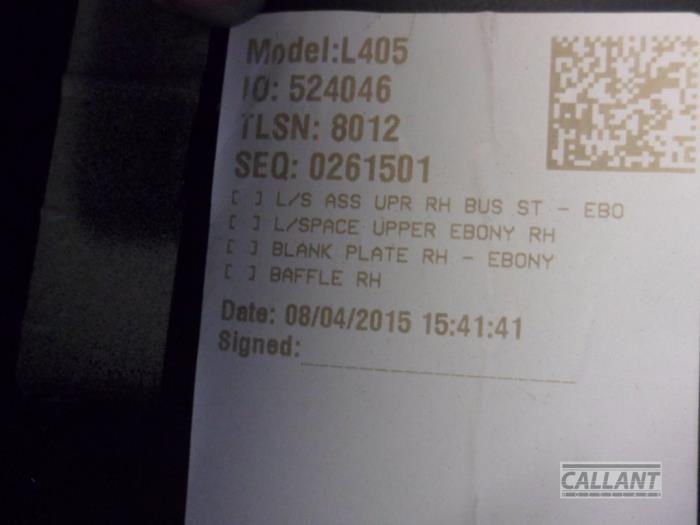 Model:L405
IO: 524046
TLSN: 8012
SEQ: 0261501
[ ] L/S ASS UPR RH BUS ST - EBO
[ ] L/SPACE UPPER EBONY RH
[ ] BLANK PLATE RH - EBONY
[ ] BAFFLE RH
Date: 08/04/2015 15:41:41
Signed:
CALLANT